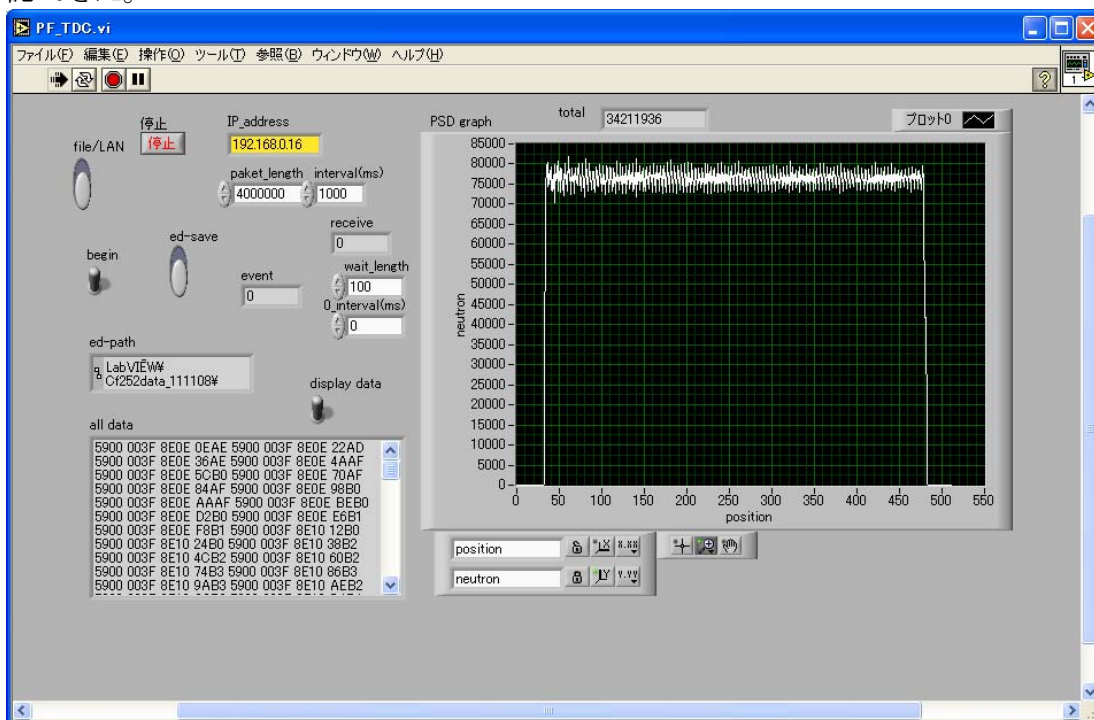 PF_TDC.vi
ファイル(F) 編集(E) 操作(O) ツール(T) 参照(B) ウィンドウ(W) ヘルプ(H)
停止
IP_address
file/LAN
停止
192.168.0.16
paket_length interval(ms)
4000000 1000
receive
0
ed-save
begin
wait_length
100
event
0
0_interval(ms)
0
ed-path
LabVIEW¥
Cf252data_111108¥
display data
all data
5900 003F 8E0E 0EAE 5900 003F 8E0E 22AD
5900 003F 8E0E 36AE 5900 003F 8E0E 4AAF
5900 003F 8E0E 5CB0 5900 003F 8E0E 70AF
5900 003F 8E0E 84AF 5900 003F 8E0E 98B0
5900 003F 8E0E AAAF 5900 003F 8E0E BEB0
5900 003F 8E0E D2B0 5900 003F 8E0E E6B1
5900 003F 8E0E F8B1 5900 003F 8E10 12B0
5900 003F 8E10 24B0 5900 003F 8E10 38B2
5900 003F 8E10 4CB2 5900 003F 8E10 60B2
5900 003F 8E10 74B3 5900 003F 8E10 86B3
5900 003F 8E10 9AB3 5900 003F 8E10 AEB2
PSD graph
total 34211936
プロット0
85000
80000
75000
70000
65000
60000
55000
50000
45000
40000
35000
30000
25000
20000
15000
10000
5000
0
neutron
0 50 100 150 200 250 300 350 400 450 500 550
position
position
X.XX
neutron
Y.YY